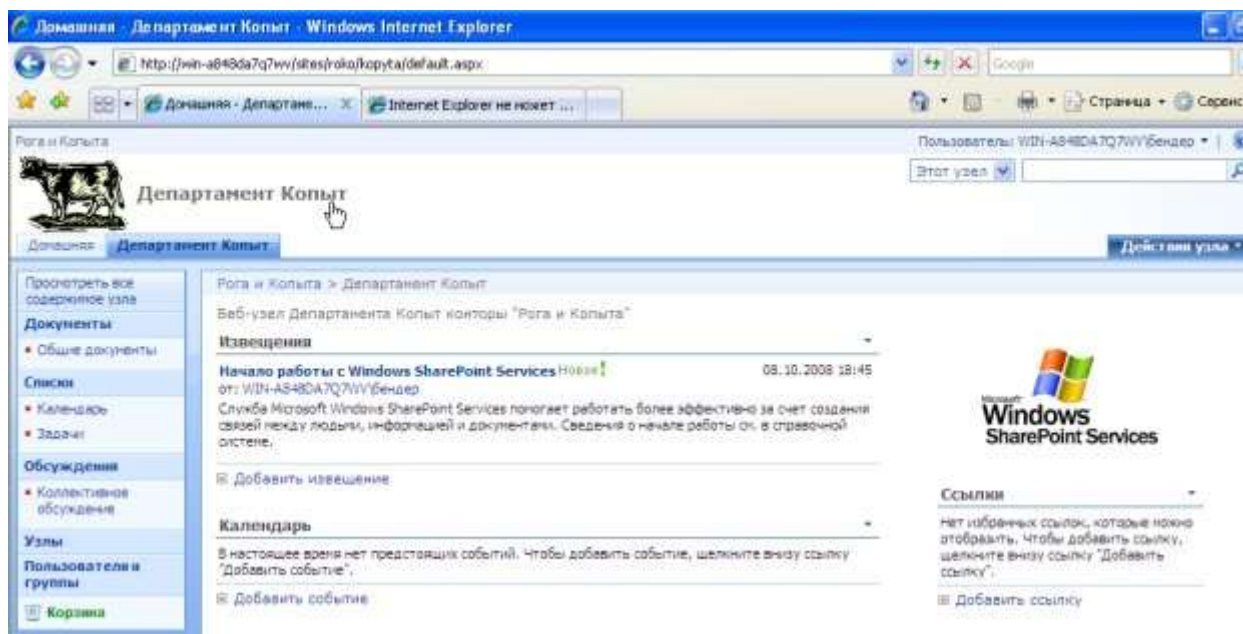 Домашняя - Департамент Копыт - Windows Internet Explorer
http://win-a848da7q7wv/sites/roko/kopyta/default.aspx
Google
Домашняя - Департаме...
Internet Explorer не может ...
Страница
Сервис
Рога и Копыта
Пользователь: WIN-A848DA7Q7WV\бендер
Департамент Копыт
Этот узел
Домашняя
Департамент Копыт
Действия узла
Просмотреть все
содержимое узла
Документы
Общие документы
Списки
Календарь
Задачи
Обсуждения
Коллективное
обсуждение
Узлы
Пользователи и
группы
Корзина
Рога и Копыта > Департамент Копыт
Веб-узел Департамента Копыт конторы "Рога и Копыта"
Извещения
Начало работы с Windows SharePoint Services Новое!
08.10.2008 18:45
от: WIN-A848DA7Q7WV\бендер
Служба Microsoft Windows SharePoint Services помогает работать более эффективно за счет создания
связей между людьми, информацией и документами. Сведения о начале работы см. в справочной
системе.
Добавить извещение
Календарь
В настоящее время нет предстоящих событий. Чтобы добавить событие, щелкните внизу ссылку
"Добавить событие".
Добавить событие
Microsoft
Windows
SharePoint Services
Ссылки
Нет избранных ссылок, которые можно
отобразить. Чтобы добавить ссылку,
щелкните внизу ссылку "Добавить
ссылку".
Добавить ссылку